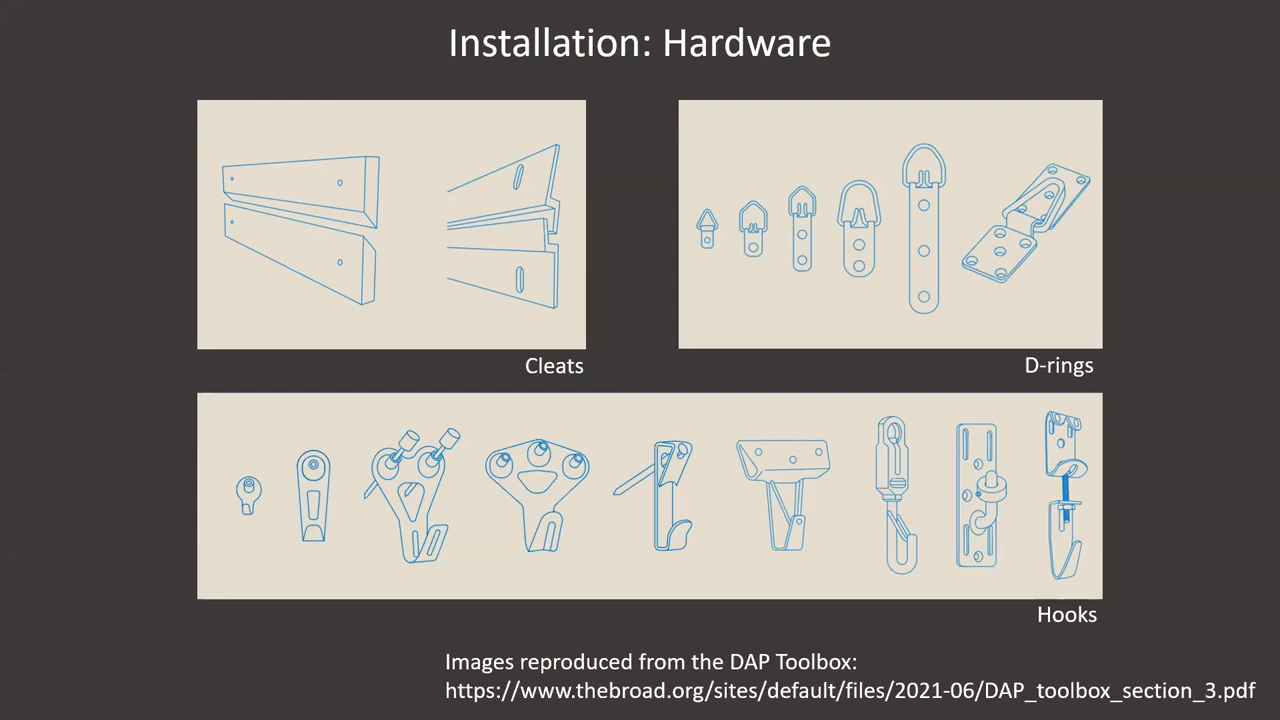 Installation: Hardware
Cleats
D-rings
Hooks
Images reproduced from the DAP Toolbox:
https://www.thebroad.org/sites/default/files/2021-06/DAP_toolbox_section_3.pdf